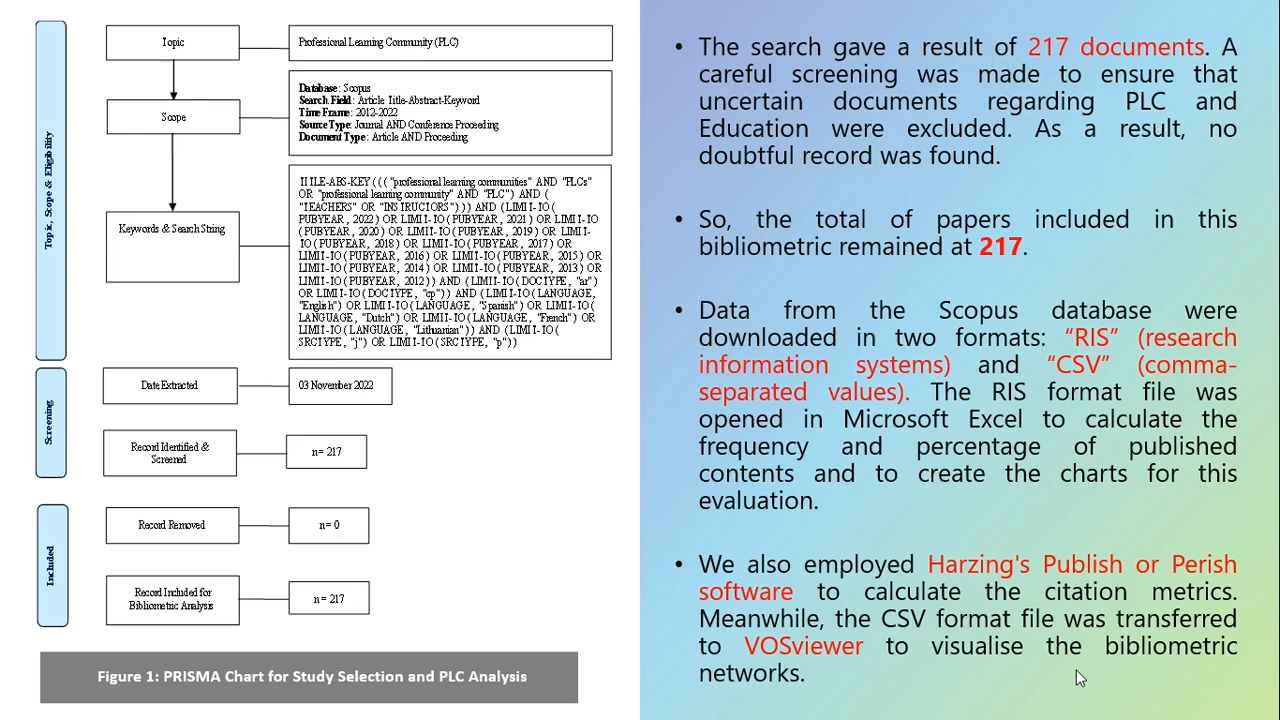 Topic, Scope & Eligibility
Topic
Professional Learning Community (PLC)
Scope
Database: Scopus
Search Field: Article Title-Abstract-Keyword
Time Frame: 2012-2022
Source Type: Journal AND Conference Proceeding
Document Type: Article AND Proceeding
Keywords & Search String
TITLE-ABS-KEY ((( "professional learning communities" AND "PLCs"
OR "professional learning community" AND "PLC") AND (
"TEACHERS" OR "INSTRUCTORS"))) AND (LIMIT-TO (
PUBYEAR, 2022) OR LIMIT-TO (PUBYEAR, 2021) OR LIMIT-TO
(PUBYEAR, 2020) OR LIMIT-TO (PUBYEAR, 2019) OR LIMIT-
TO (PUBYEAR, 2018) OR LIMIT-TO (PUBYEAR, 2017) OR
LIMIT-TO (PUBYEAR, 2016) OR LIMIT-TO (PUBYEAR, 2015) OR
LIMIT-TO (PUBYEAR, 2014) OR LIMIT-TO (PUBYEAR, 2013) OR
LIMIT-TO (PUBYEAR, 2012)) AND (LIMIT-TO (DOCTYPE, "ar")
OR LIMIT-TO (DOCTYPE, "cp")) AND (LIMIT-TO (LANGUAGE,
"English") OR LIMIT-TO (LANGUAGE, "Spanish") OR LIMIT-TO (
LANGUAGE, "Dutch") OR LIMIT-TO (LANGUAGE, "French") OR
LIMIT-TO (LANGUAGE, "Lithuanian")) AND (LIMIT-TO (
SRCTYPE, "j") OR LIMIT-TO (SRCTYPE, "p"))
Screening
Date Extracted
03 November 2022
Record Identified &
Screened
n= 217
Included
Record Removed
n= 0
Record Included for
Bibliometric Analysis
n= 217
Figure 1: PRISMA Chart for Study Selection and PLC Analysis
• The search gave a result of 217 documents. A
careful screening was made to ensure that
uncertain documents regarding PLC and
Education were excluded. As a result, no
doubtful record was found.
• So, the total of papers included in this
bibliometric remained at 217.
• Data from the Scopus database were
downloaded in two formats: “RIS” (research
information systems) and “CSV” (comma-
separated values). The RIS format file was
opened in Microsoft Excel to calculate the
frequency and percentage of published
contents and to create the charts for this
evaluation.
• We also employed Harzing's Publish or Perish
software to calculate the citation metrics.
Meanwhile, the CSV format file was transferred
to VOSviewer to visualise the bibliometric
networks.